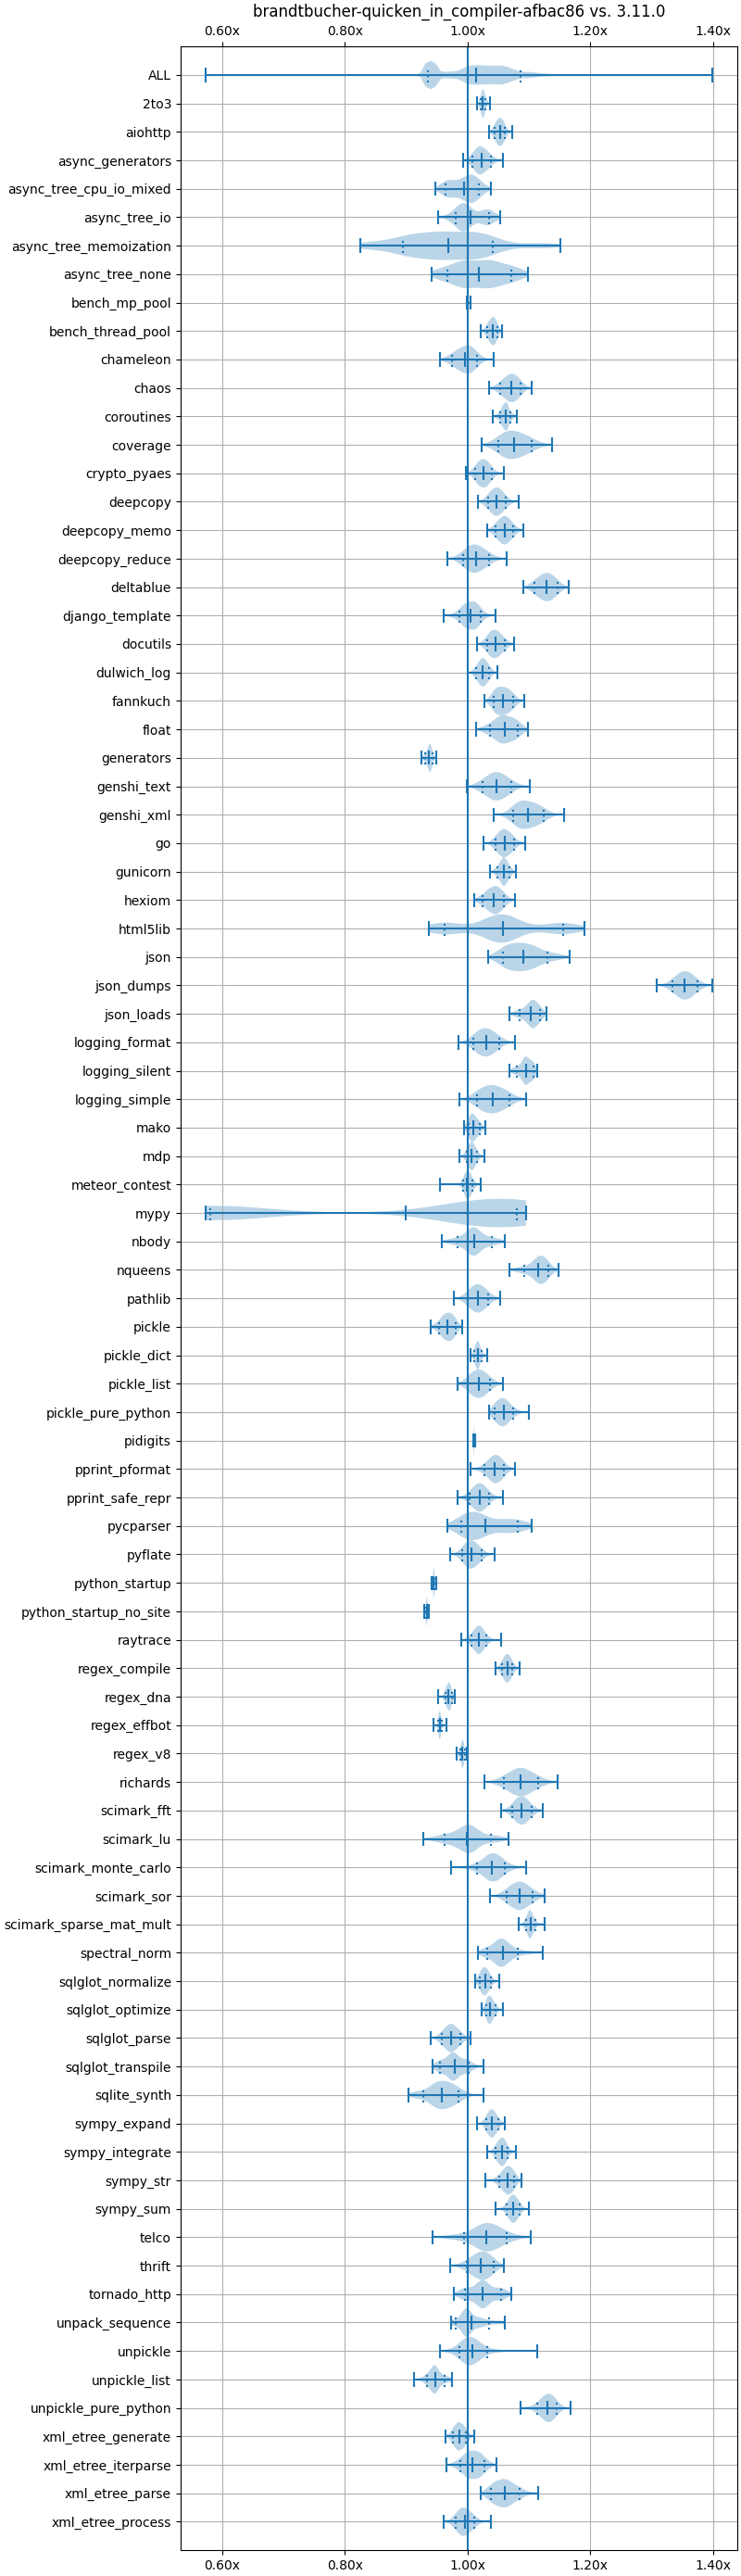 brandtbucher-quicken_in_compiler-afbac86 vs. 3.11.0
0.60x 0.80x 1.00x 1.20x 1.40x
ALL
2to3
aiohttp
async_generators
async_tree_cpu_io_mixed
async_tree_io
async_tree_memoization
async_tree_none
bench_mp_pool
bench_thread_pool
chameleon
chaos
coroutines
coverage
crypto_pyaes
deepcopy
deepcopy_memo
deepcopy_reduce
deltablue
django_template
docutils
dulwich_log
fannkuch
float
generators
genshi_text
genshi_xml
go
gunicorn
hexiom
html5lib
json
json_dumps
json_loads
logging_format
logging_silent
logging_simple
mako
mdp
meteor_contest
mypy
nbody
nqueens
pathlib
pickle
pickle_dict
pickle_list
pickle_pure_python
pidigits
pprint_pformat
pprint_safe_repr
pycparser
pyflate
python_startup
python_startup_no_site
raytrace
regex_compile
regex_dna
regex_effbot
regex_v8
richards
scimark_fft
scimark_lu
scimark_monte_carlo
scimark_sor
scimark_sparse_mat_mult
spectral_norm
sqlglot_normalize
sqlglot_optimize
sqlglot_parse
sqlglot_transpile
sqlite_synth
sympy_expand
sympy_integrate
sympy_str
sympy_sum
telco
thrift
tornado_http
unpack_sequence
unpickle
unpickle_list
unpickle_pure_python
xml_etree_generate
xml_etree_iterparse
xml_etree_parse
xml_etree_process
0.60x 0.80x 1.00x 1.20x 1.40x